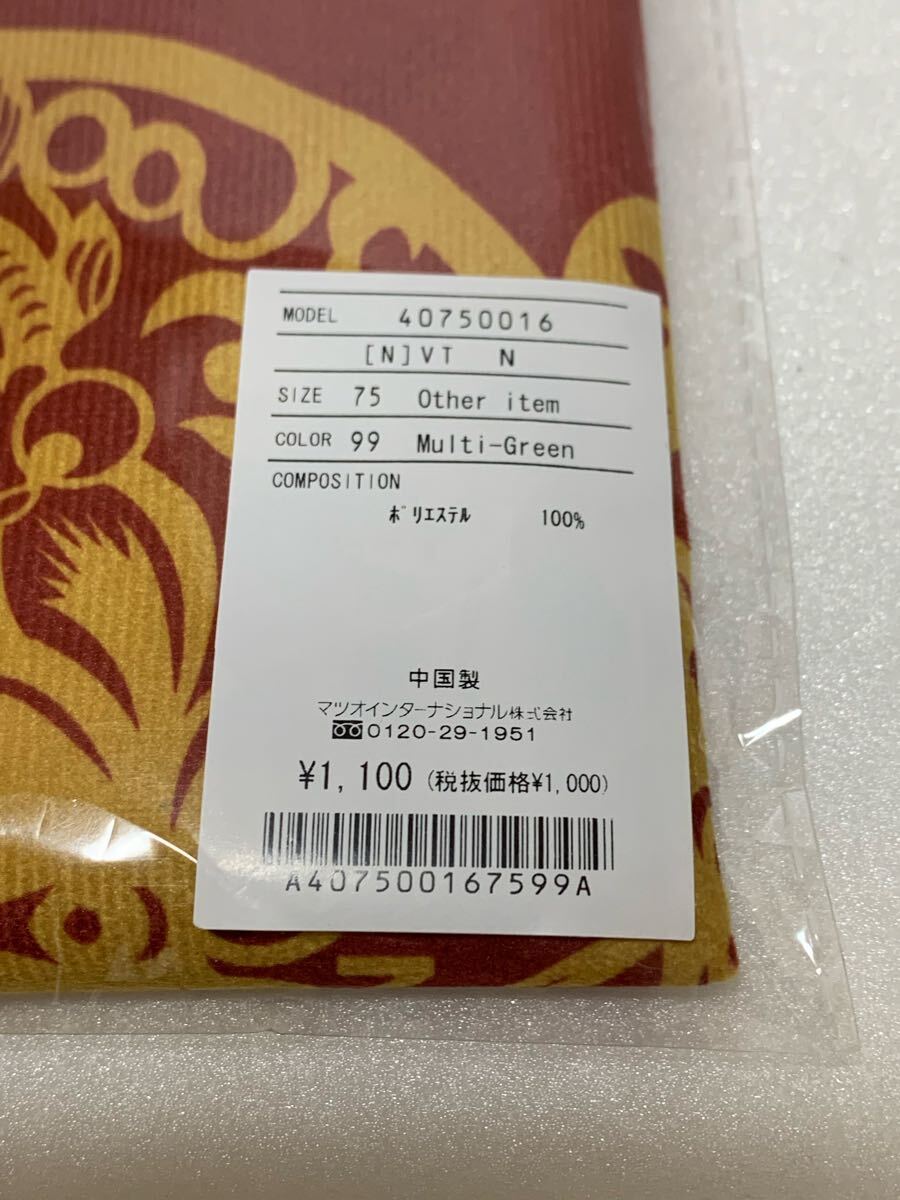 MODEL 40750016
[N]VT N
SIZE 75 Other item
COLOR 99 Multi-Green
COMPOSITION
ポリエステル 100%
中国製
マツオインターナショナル株式会社
0120-29-1951
¥1,100 (税抜価格¥1,000)
A407500167599A